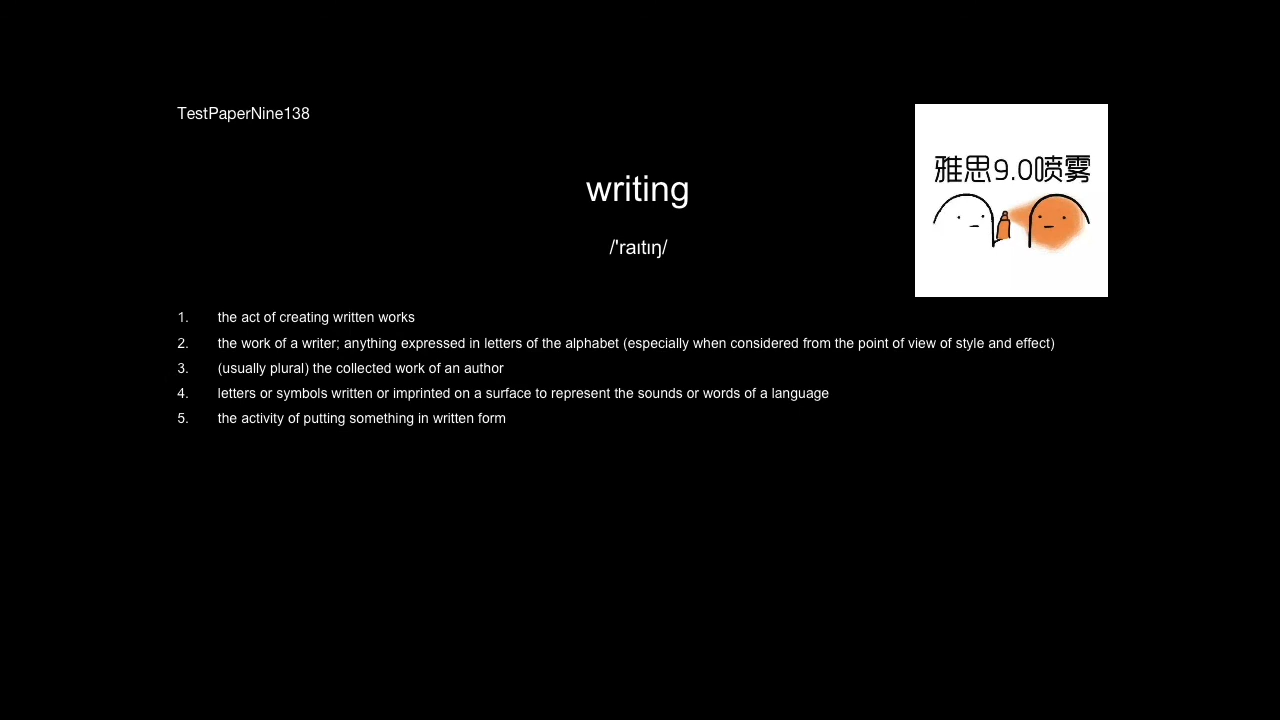 TestPaperNine138
雅思9.0喷雾
writing
/'raɪtɪŋ/
1. the act of creating written works
2. the work of a writer; anything expressed in letters of the alphabet (especially when considered from the point of view of style and effect)
3. (usually plural) the collected work of an author
4. letters or symbols written or imprinted on a surface to represent the sounds or words of a language
5. the activity of putting something in written form